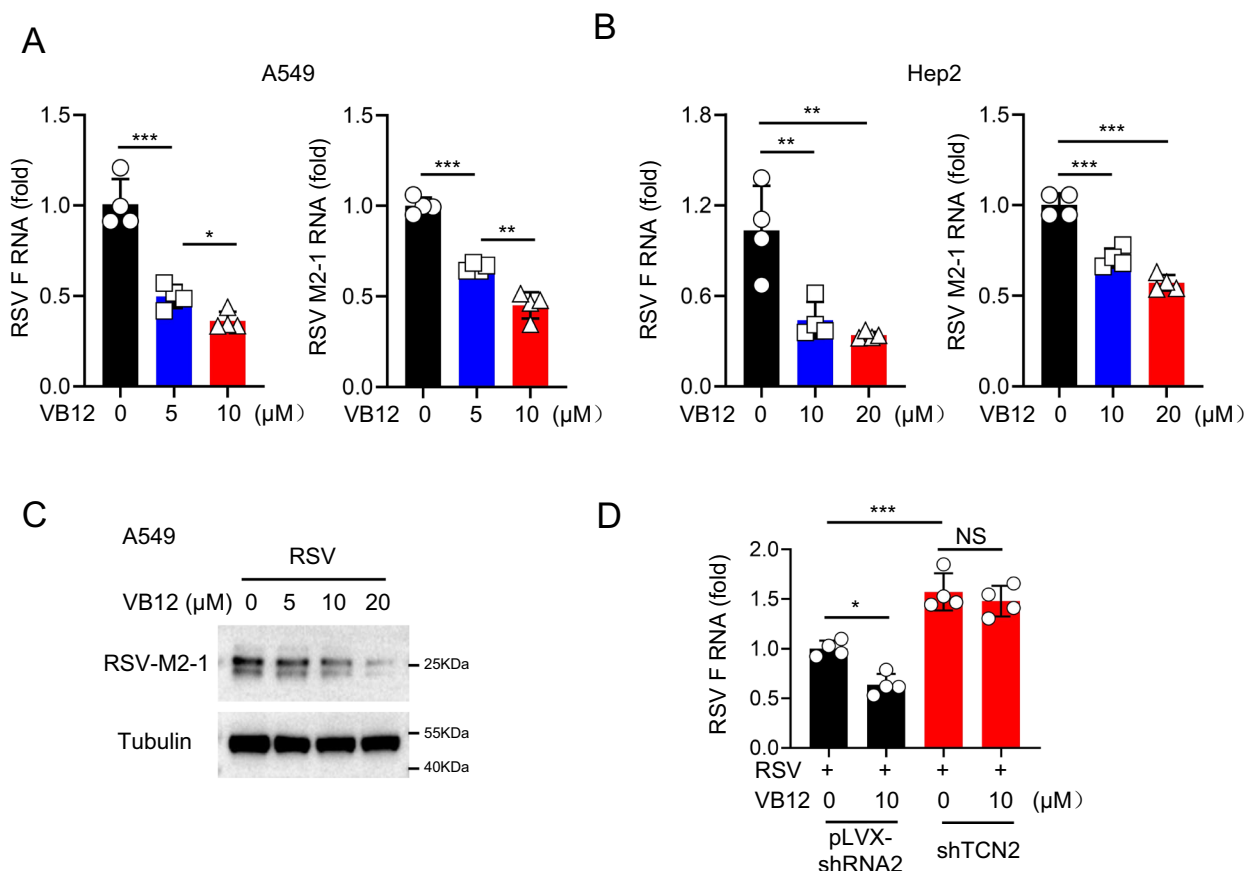 A
A549
RSV F RNA (fold)
1.5
1.0
0.5
0.0
***
*
VB12 0 5 10 (μM）
RSV M2-1 RNA (fold)
1.5
1.0
0.5
0.0
***
**
VB12 0 5 10 (μM）
B
Hep2
RSV F RNA (fold)
1.8
1.2
0.6
0.0
**
**
VB12 0 10 20 (μM）
RSV M2-1 RNA (fold)
1.5
1.0
0.5
0.0
***
***
VB12 0 10 20 (μM）
C
A549
RSV
VB12 (μM) 0 5 10 20
RSV-M2-1
25KDa
Tubulin
55KDa
40KDa
D
RSV F RNA (fold)
2.0
1.5
1.0
0.5
0.0
***
NS
*
RSV + + + +
VB12 0 10 0 10 (μM）
pLVX-
shRNA2
shTCN2